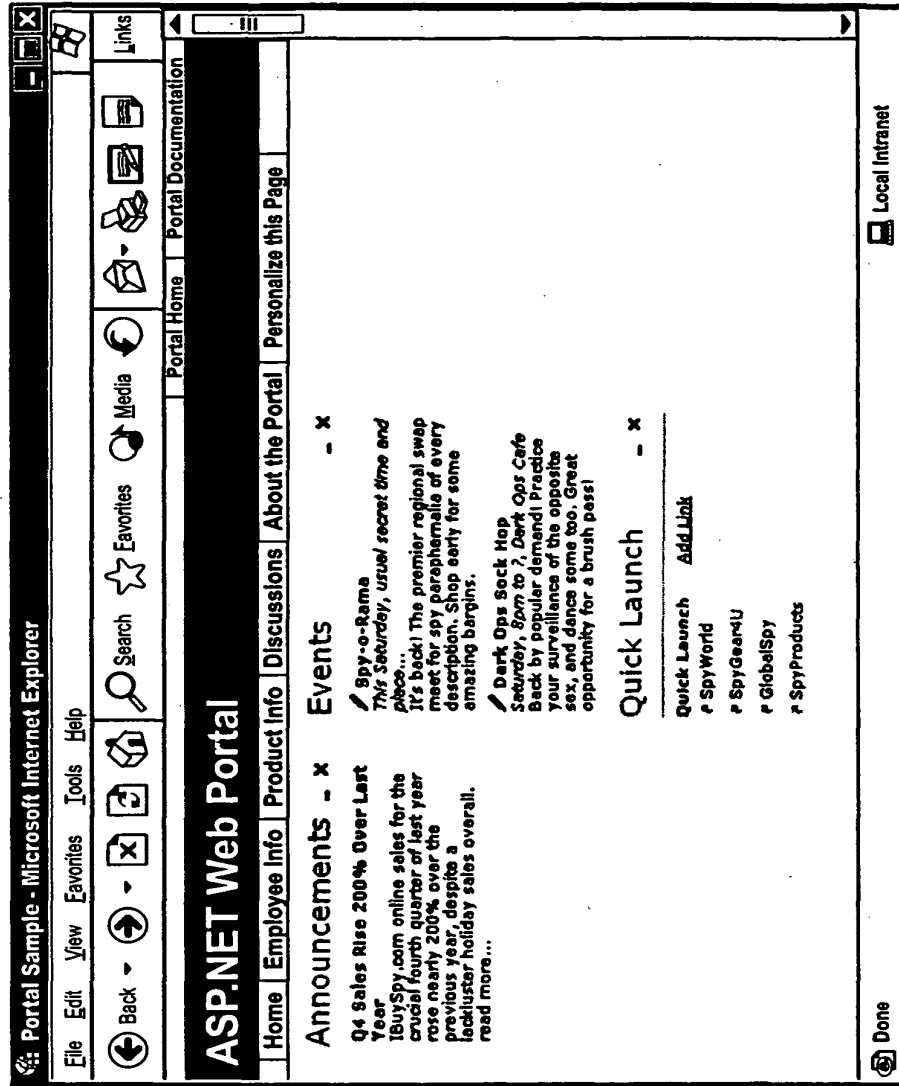 Portal Sample - Microsoft Internet Explorer
File Edit View Favorites Tools Help
Back Search Favorites Media Links
Portal Home Portal Documentation
ASP.NET Web Portal
Home Employee Info Product Info Discussions About the Portal Personalize this Page
Announcements
Q4 Sales Rise 200% Over Last
Year
IBuySpy.com online sales for the
crucial fourth quarter of last year
rose nearly 200% over the
previous year, despite a
lackluster holiday sales overall.
read more...
Events
Spy-o-Rama
This Saturday, usual secret time and
place...
It's back! The premier regional swap
meet for spy paraphernalia of every
description. Shop early for some
amazing bargins.
Dark Ops Sock Hop
Saturday, 8pm to ?, Dark Ops Cafe
Back by popular demand! Practice
your surveillance of the opposite
sex, and dance some too. Great
opportunity for a brush pass!
Quick Launch
Quick Launch Add Link
SpyWorld
SpyGear4U
GlobalSpy
SpyProducts
Done Local Intranet